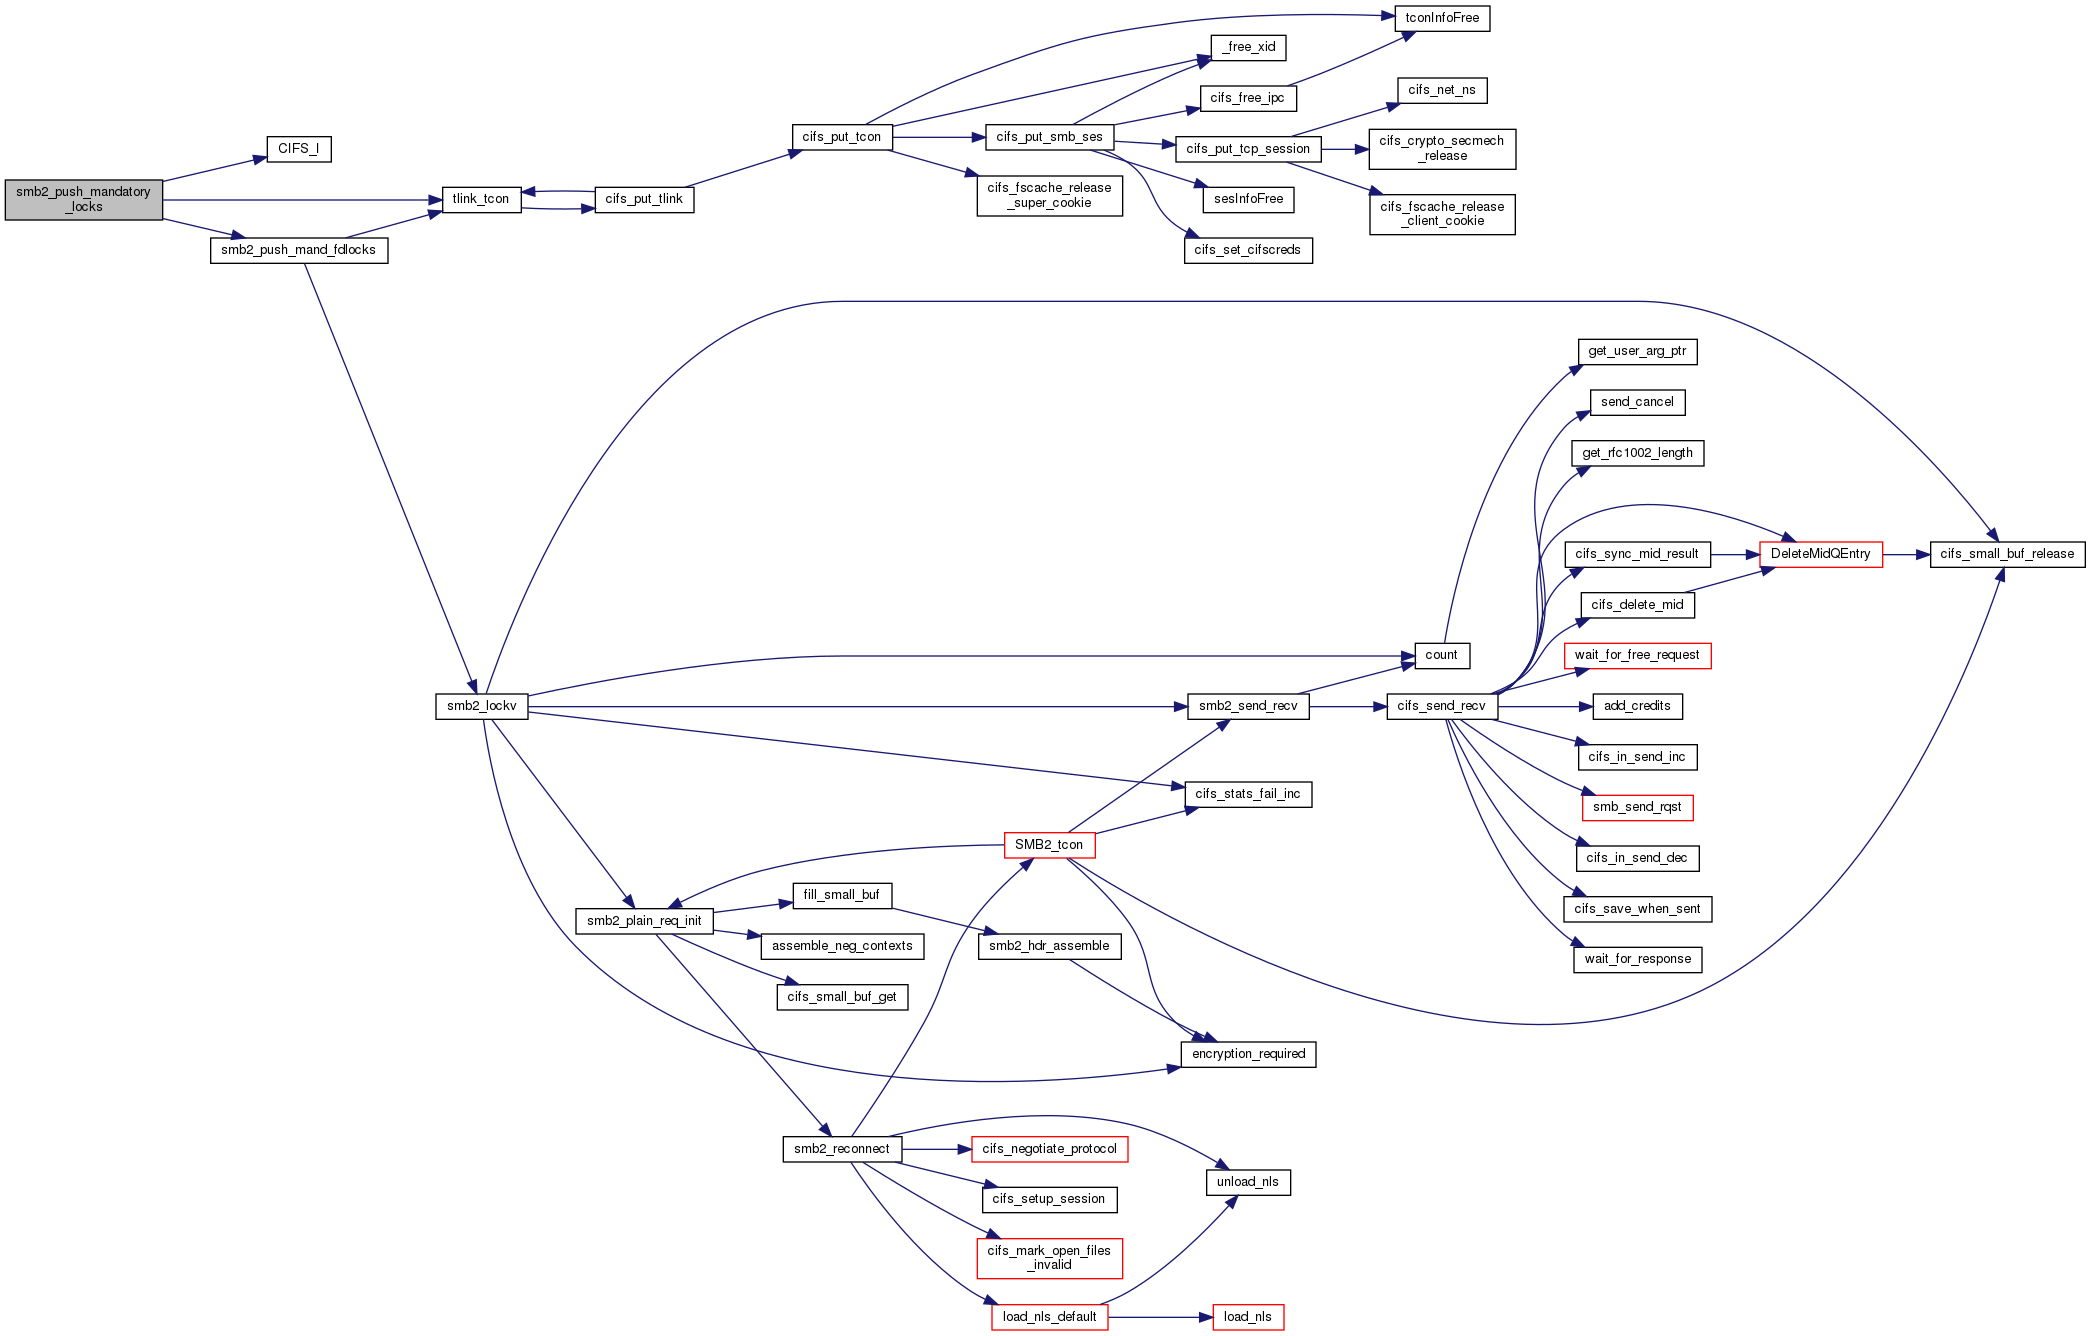 tconInfoFree
_free_xid
cifs_net_ns
cifs_free_ipc
cifs_put_tcon
cifs_put_smb_ses
CIFS_I
cifs_put_tcp_session
cifs_crypto_secmech
_release
smb2_push_mandatory
_locks
tlink_tcon
cifs_put_tlink
cifs_fscache_release
_super_cookie
sesInfoFree
cifs_fscache_release
_client_cookie
smb2_push_mand_fdlocks
cifs_set_cifscreds
get_user_arg_ptr
send_cancel
get_rfc1002_length
cifs_sync_mid_result
DeleteMidQEntry
cifs_small_buf_release
cifs_delete_mid
count
wait_for_free_request
smb2_lockv
smb2_send_recv
cifs_send_recv
add_credits
cifs_in_send_inc
cifs_stats_fail_inc
smb_send_rqst
SMB2_tcon
cifs_in_send_dec
fill_small_buf
cifs_save_when_sent
smb2_plain_req_init
assemble_neg_contexts
smb2_hdr_assemble
wait_for_response
cifs_small_buf_get
encryption_required
smb2_reconnect
cifs_negotiate_protocol
unload_nls
cifs_setup_session
cifs_mark_open_files
_invalid
load_nls_default
load_nls